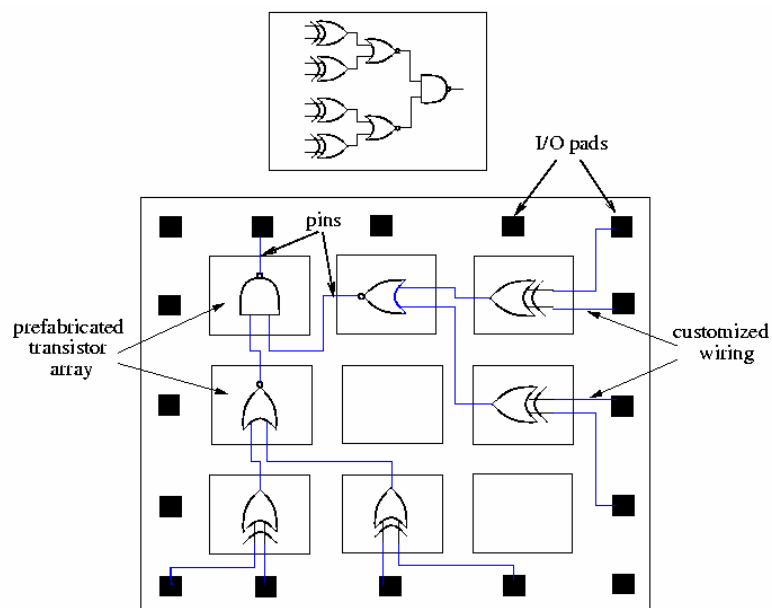 I/O pads
pins
prefabricated
transistor
array
customized
wiring